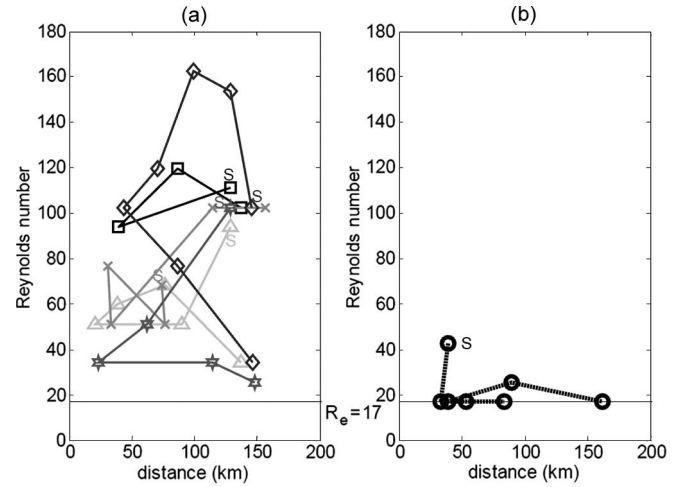 (a) (b)
180 180
160 160
140 140
120 120
100 100
80 80
60 60
40 40
20 20
0 0
Reynolds number Reynolds number
S
S S
S
S
S
Rₑ=17
0 50 100 150 200 0 50 100 150 200
distance (km) distance (km)